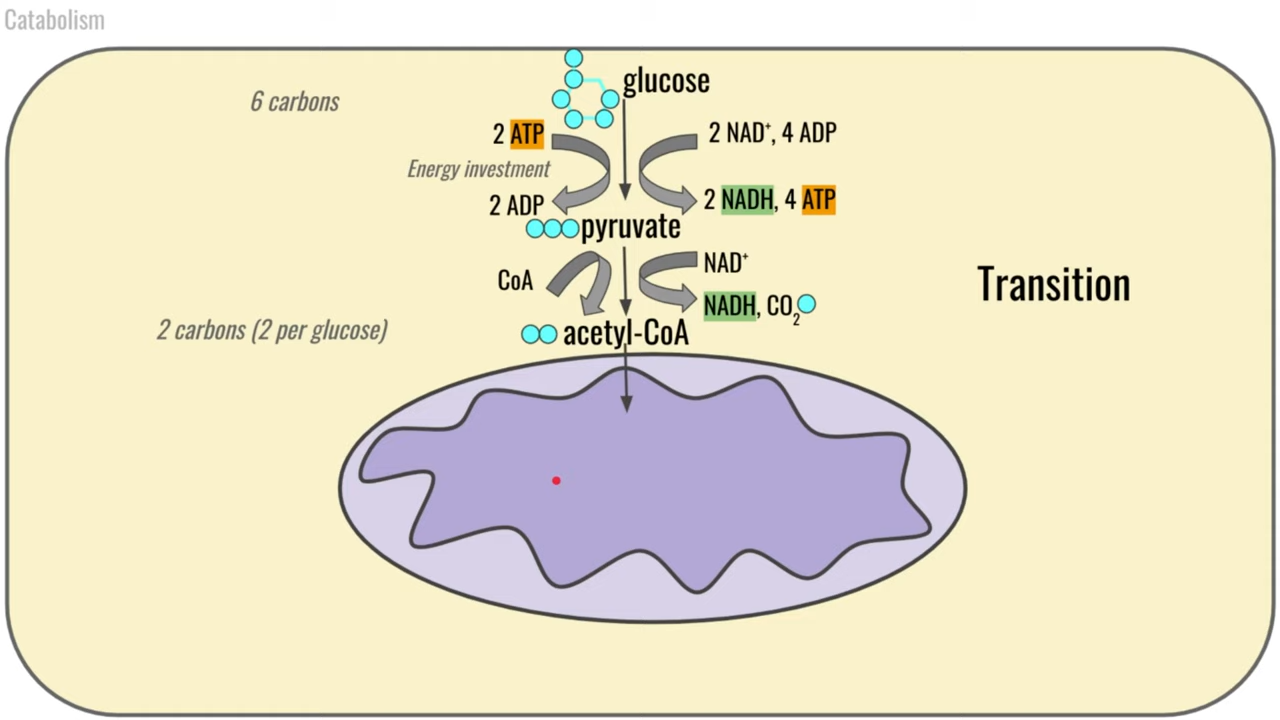 Catabolism
glucose
6 carbons
2 ATP
2 NAD⁺, 4 ADP
Energy investment
2 ADP
2 NADH, 4 ATP
pyruvate
CoA
NAD⁺
Transition
NADH, CO₂
2 carbons (2 per glucose)
acetyl-CoA